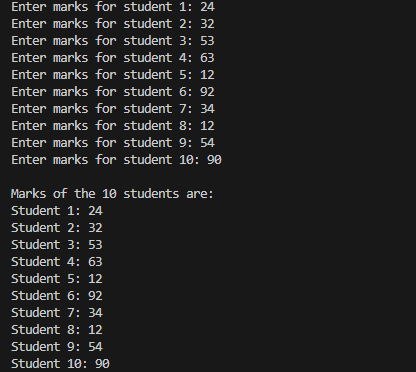 Enter marks for student 1: 24
Enter marks for student 2: 32
Enter marks for student 3: 53
Enter marks for student 4: 63
Enter marks for student 5: 12
Enter marks for student 6: 92
Enter marks for student 7: 34
Enter marks for student 8: 12
Enter marks for student 9: 54
Enter marks for student 10: 90
Marks of the 10 students are:
Student 1: 24
Student 2: 32
Student 3: 53
Student 4: 63
Student 5: 12
Student 6: 92
Student 7: 34
Student 8: 12
Student 9: 54
Student 10: 90